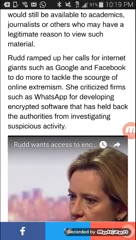 10:19 PM
would still be available to academics,
journalists or others who may have a
legitimate reason to view such
material.
Rudd ramped up her calls for internet
giants such as Google and Facebook
to do more to tackle the scourge of
online extremism. She criticized firms
such as WhatsApp for developing
encrypted software that has held back
the authorities from investigating
suspicious activity.
Rudd wants access to enc...
f
Recorded by Mobizen